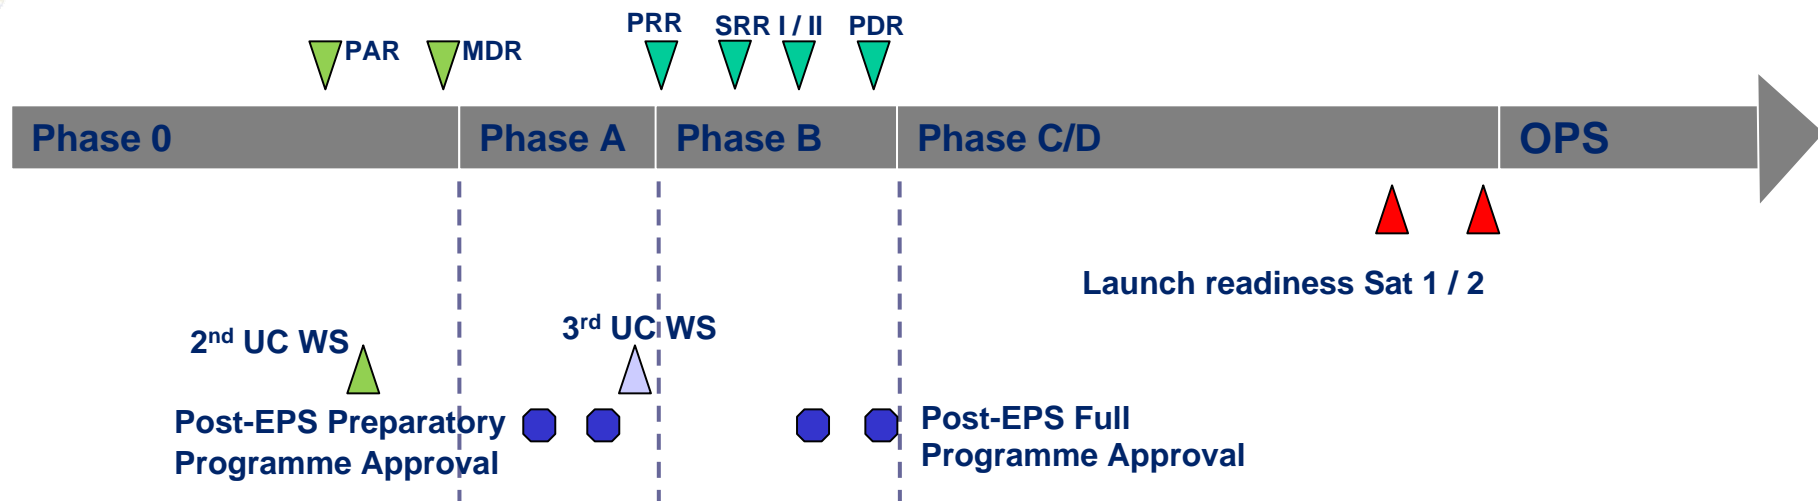 PRR
SRR I / II
PDR
PAR
MDR
Phase 0
Phase A
Phase B
Phase C/D
OPS
Launch readiness Sat 1 / 2
2nd UC WS
3rd UC WS
Post-EPS Preparatory
Programme Approval
Post-EPS Full
Programme Approval